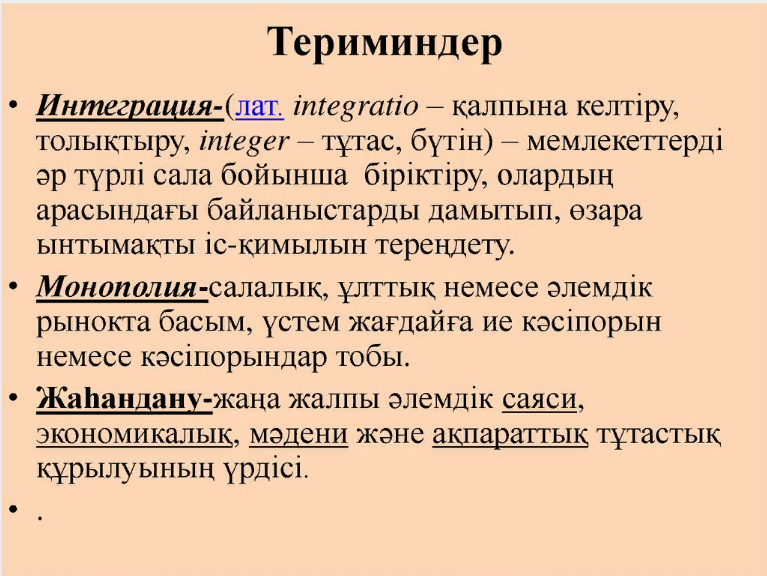 Териминдер
• Интеграция-(лат. integratio – қалпына келтіру,
толықтыру, integer – тұтас, бүтін) – мемлекеттерді
әр түрлі сала бойынша  біріктіру, олардың
арасындағы байланыстарды дамытып, өзара
ынтымақты іс-қимылын тереңдету.
• Монополия-салалық, ұлттық немесе әлемдік
рынокта басым, үстем жағдайға ие кәсіпорын
немесе кәсіпорындар тобы.
• Жаһандану-жаңа жалпы әлемдік саяси,
экономикалық, мәдени және ақпараттық тұтастық
құрылуының үрдісі.
• .